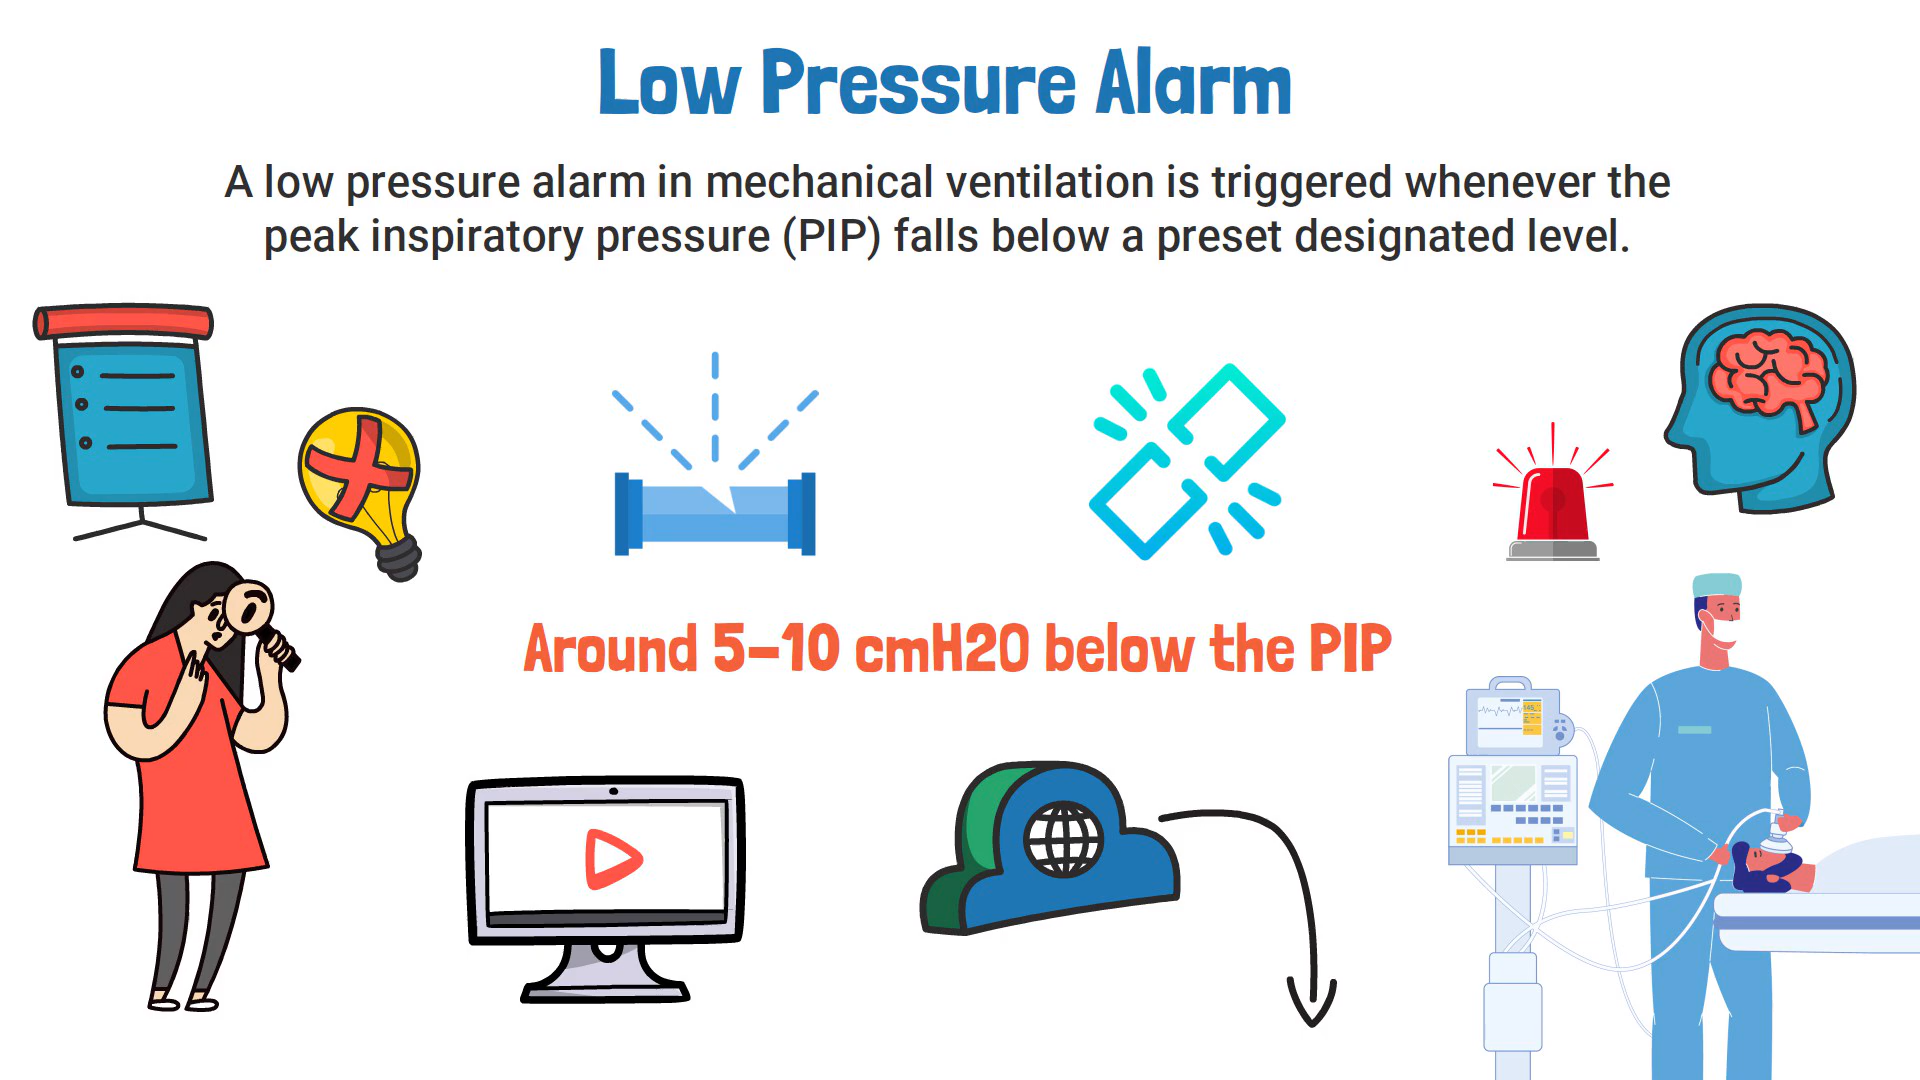 Low Pressure Alarm
A low pressure alarm in mechanical ventilation is triggered whenever the
peak inspiratory pressure (PIP) falls below a preset designated level.
Around 5-10 cmH20 below the PIP